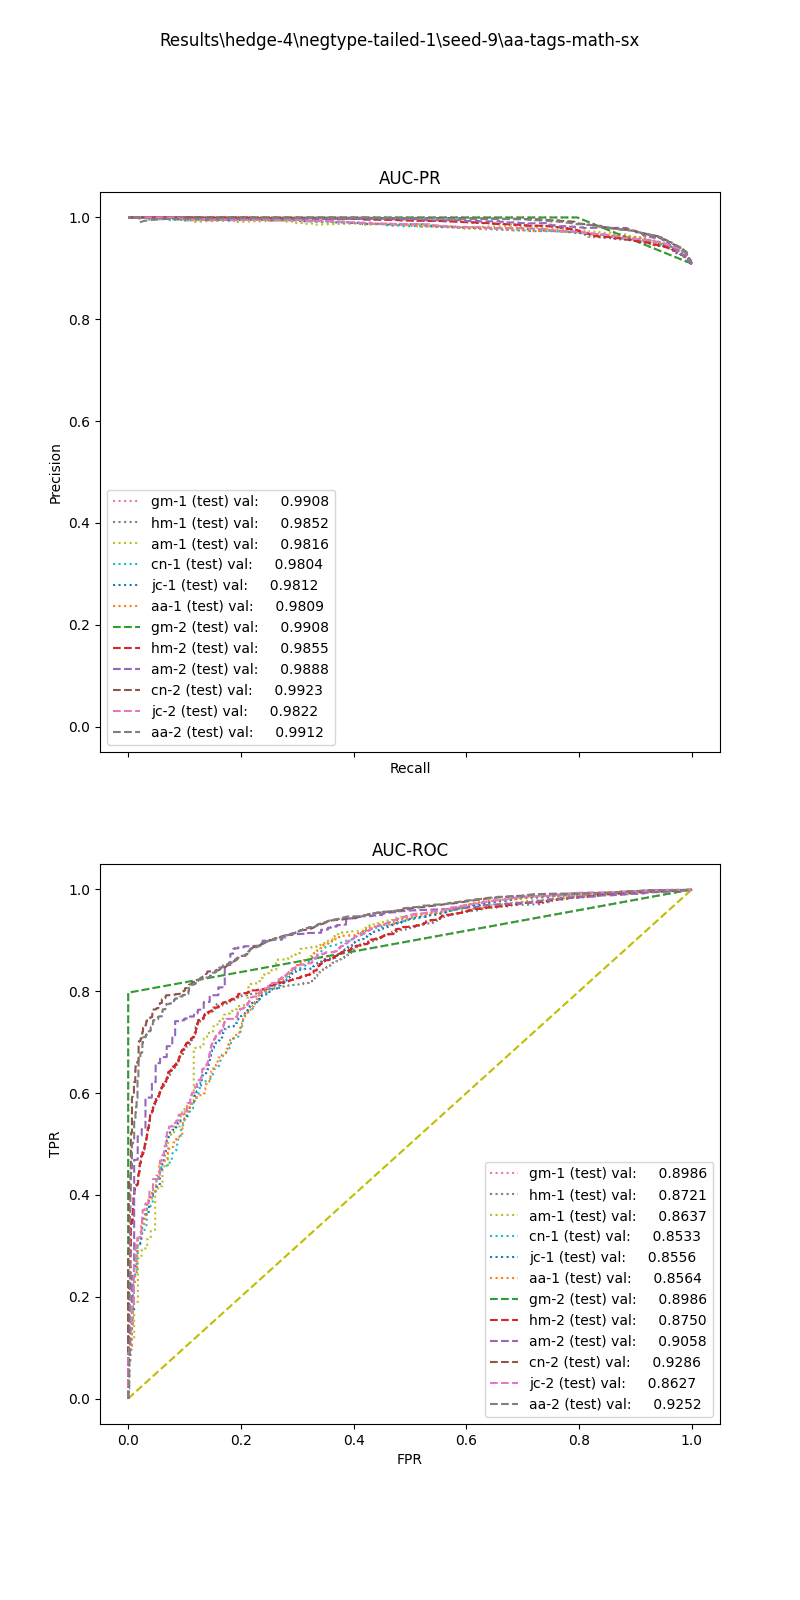 Results\hedge-4\negtype-tailed-1\seed-9\aa-tags-math-sx
AUC-PR
1.0
0.8
0.6
0.4
0.2
0.0
Precision
gm-1 (test) val: 0.9908
hm-1 (test) val: 0.9852
am-1 (test) val: 0.9816
cn-1 (test) val: 0.9804
jc-1 (test) val: 0.9812
aa-1 (test) val: 0.9809
gm-2 (test) val: 0.9908
hm-2 (test) val: 0.9855
am-2 (test) val: 0.9888
cn-2 (test) val: 0.9923
jc-2 (test) val: 0.9822
aa-2 (test) val: 0.9912
Recall
AUC-ROC
1.0
0.8
0.6
0.4
0.2
0.0
TPR
gm-1 (test) val: 0.8986
hm-1 (test) val: 0.8721
am-1 (test) val: 0.8637
cn-1 (test) val: 0.8533
jc-1 (test) val: 0.8556
aa-1 (test) val: 0.8564
gm-2 (test) val: 0.8986
hm-2 (test) val: 0.8750
am-2 (test) val: 0.9058
cn-2 (test) val: 0.9286
jc-2 (test) val: 0.8627
aa-2 (test) val: 0.9252
0.0 0.2 0.4 0.6 0.8 1.0
FPR